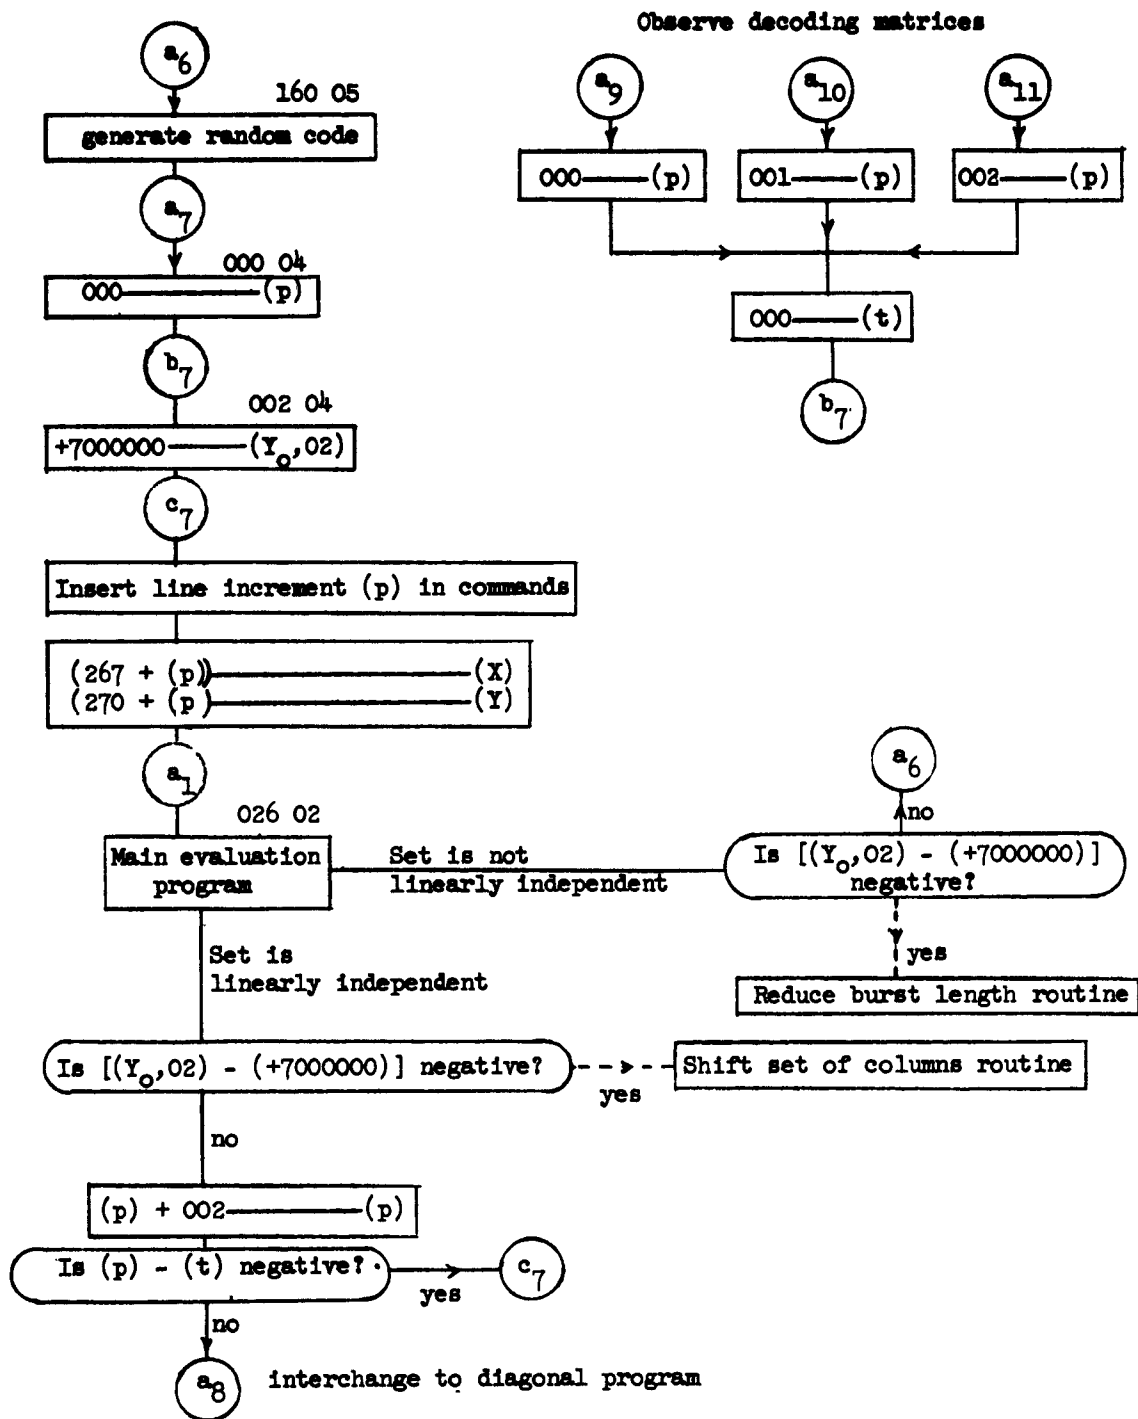 Observe decoding matrices
a6
160 05
generate random code
a7
000 04
000 (p)
b7
002 04
+7000000 (Yo,02)
c7
Insert line increment (p) in commands
(267 + (p)) (X)
(270 + (p) (Y)
a1
026 02
Main evaluation
program
Set is not
linearly independent
Set is
linearly independent
a9
a10
a11
000 (p)
001 (p)
002 (p)
000 (t)
b7
a6
no
Is [(Yo,02) - (+7000000)]
negative?
yes
Reduce burst length routine
Is [(Yo,02) - (+7000000)] negative?
yes
Shift set of columns routine
no
(p) + 002 (p)
Is (p) - (t) negative?
yes
c7
no
a8
interchange to diagonal program